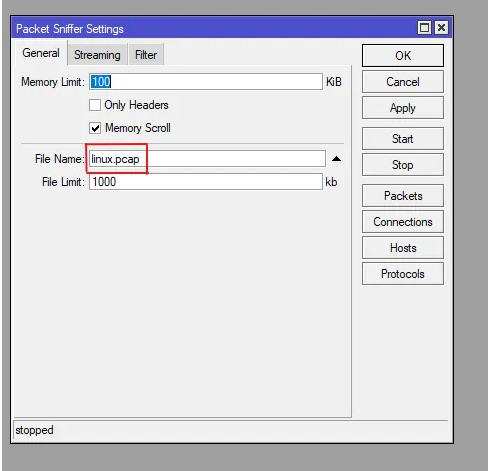 Packet Sniffer Settings
General Streaming Filter
OK
Memory Limit: 100 KiB
Cancel
Only Headers
Apply
Memory Scroll
Start
File Name: linux.pcap
Stop
File Limit: 1000 kb
Packets
Connections
Hosts
Protocols
stopped